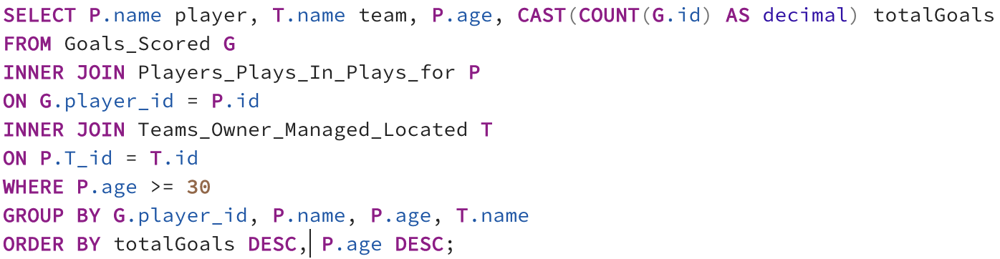 SELECT P.name player, T.name team, P.age, CAST(COUNT(G.id) AS decimal) totalGoals
FROM Goals_Scored G
INNER JOIN Players_Plays_In_Plays_for P
ON G.player_id = P.id
INNER JOIN Teams_Owner_Managed_Located T
ON P.T_id = T.id
WHERE P.age >= 30
GROUP BY G.player_id, P.name, P.age, T.name
ORDER BY totalGoals DESC, P.age DESC;